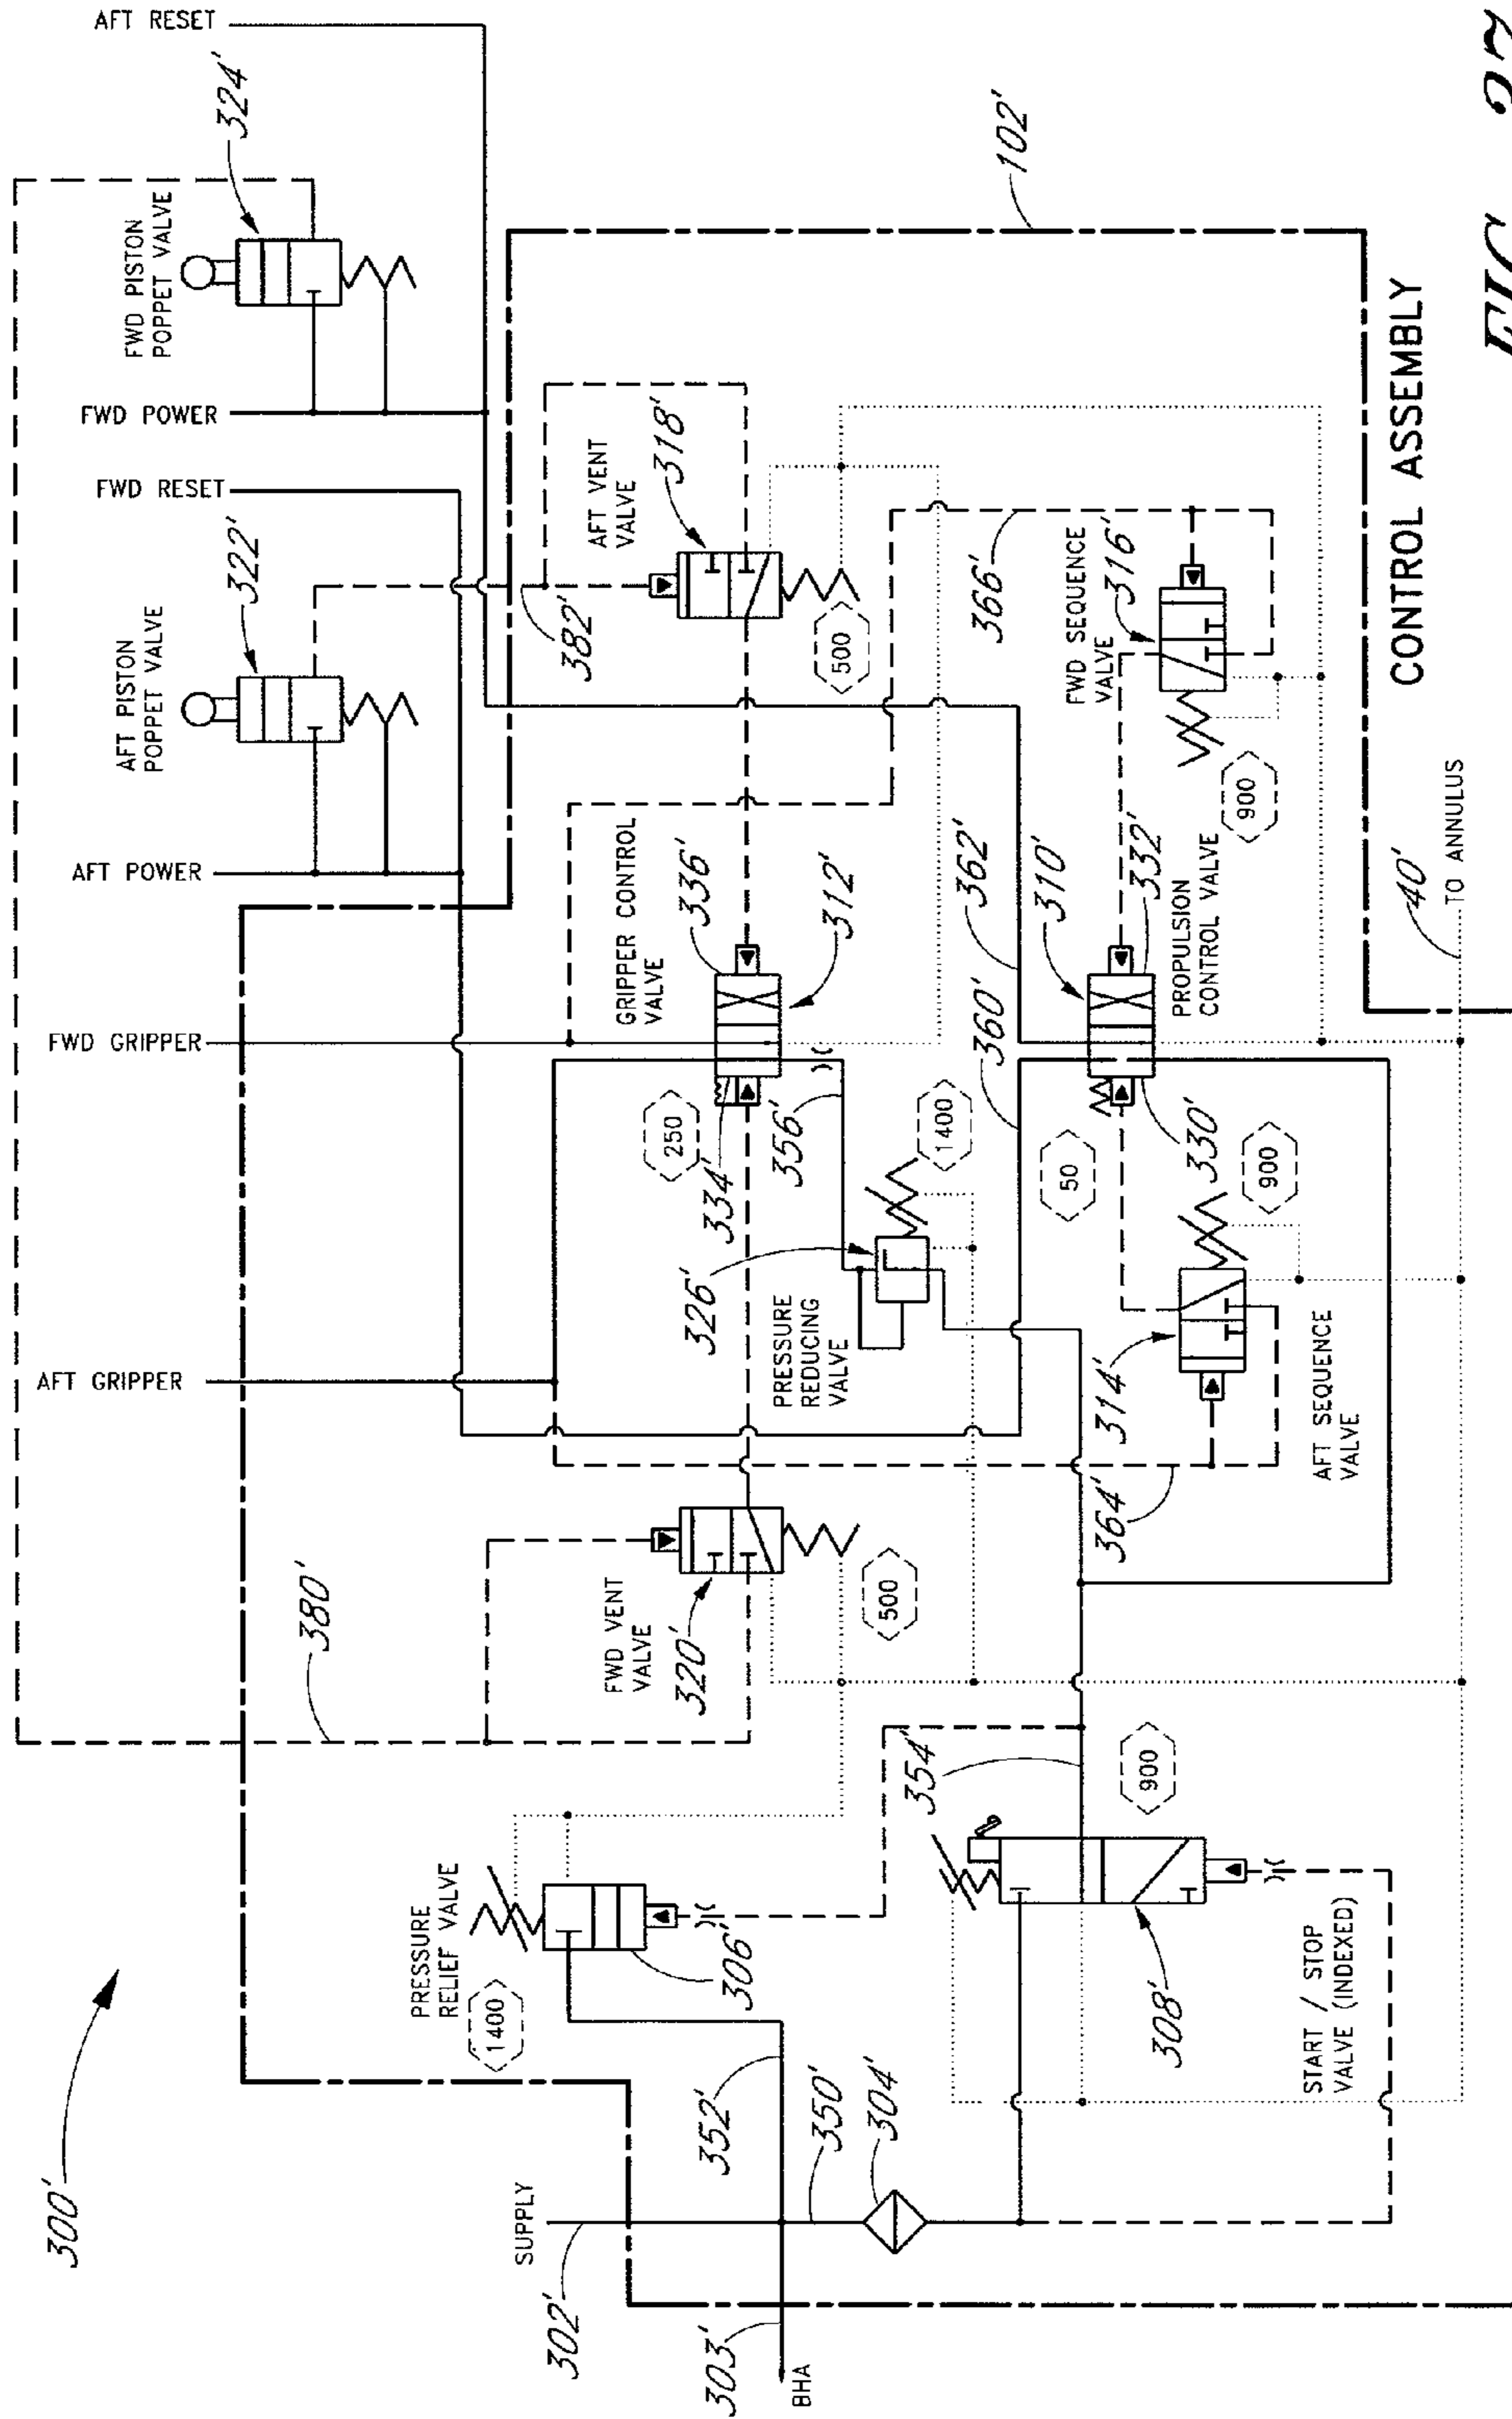 300'
AFT RESET
FWD PISTON
POPPET VALVE
324'
FWD POWER
FWD RESET
AFT PISTON
POPPET VALVE
322'
AFT POWER
FWD GRIPPER
AFT GRIPPER
380'
382'
102'
AFT VENT
VALVE
318'
500
GRIPPER CONTROL
VALVE
336'
312'
250
334'
356'
326'
1400
PRESSURE
REDUCING
VALVE
366'
FWD SEQUENCE
VALVE
316'
900
362'
360'
310'
332'
PROPULSION
CONTROL VALVE
50
330'
900
314'
AFT SEQUENCE
VALVE
364'
FWD VENT
VALVE
320'
500
PRESSURE
RELIEF VALVE
1400
306'
354'
900
START / STOP
VALVE (INDEXED)
308'
352'
350'
304'
SUPPLY
302'
303'
BHA
40'
TO ANNULUS
CONTROL ASSEMBLY